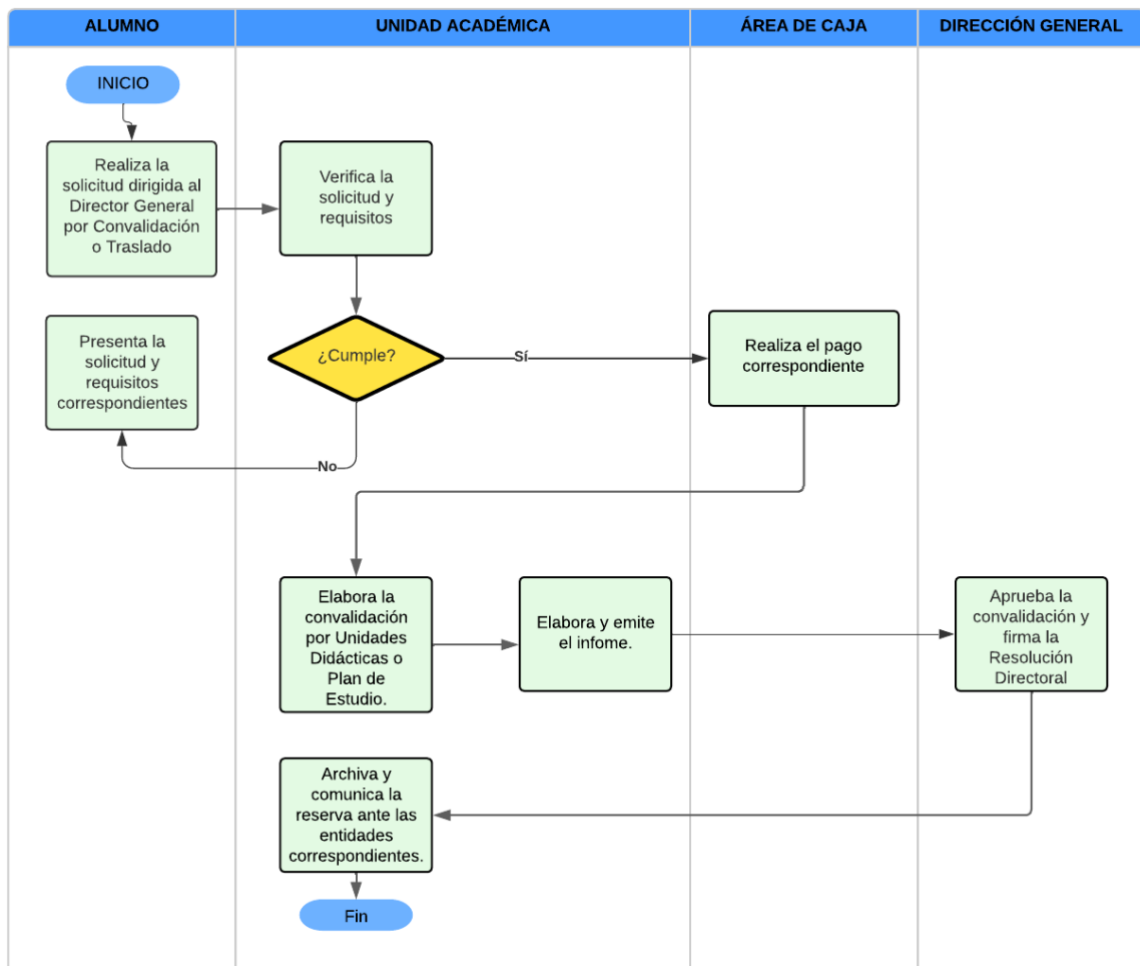 ALUMNO
UNIDAD ACADÉMICA
ÁREA DE CAJA
DIRECCIÓN GENERAL
INICIO
Realiza la
solicitud dirigida al
Director General
por Convalidación
o Traslado
Verifica la
solicitud y
requisitos
Presenta la
solicitud y
requisitos
correspondientes
¿Cumple?
Sí
Realiza el pago
correspondiente
No
Elabora la
convalidación
por Unidades
Didácticas o
Plan de
Estudio.
Elabora y emite
el infome.
Aprueba la
convalidación y
firma la
Resolución
Directoral
Archiva y
comunica la
reserva ante las
entidades
correspondientes.
Fin